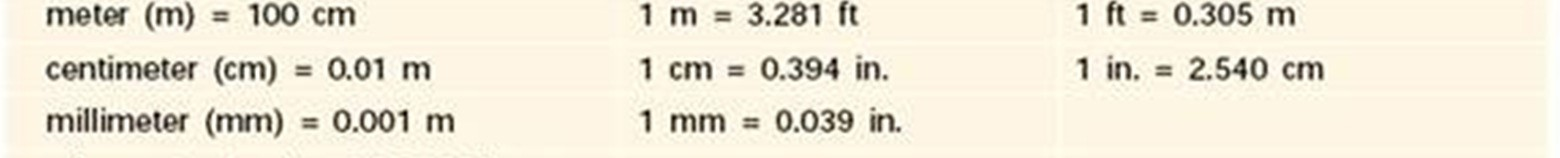 meter (m) = 100 cm 1 m = 3.281 ft 1 ft = 0.305 m
centimeter (cm) = 0.01 m 1 cm = 0.394 in. 1 in. = 2.540 cm
millimeter (mm) = 0.001 m 1 mm = 0.039 in.